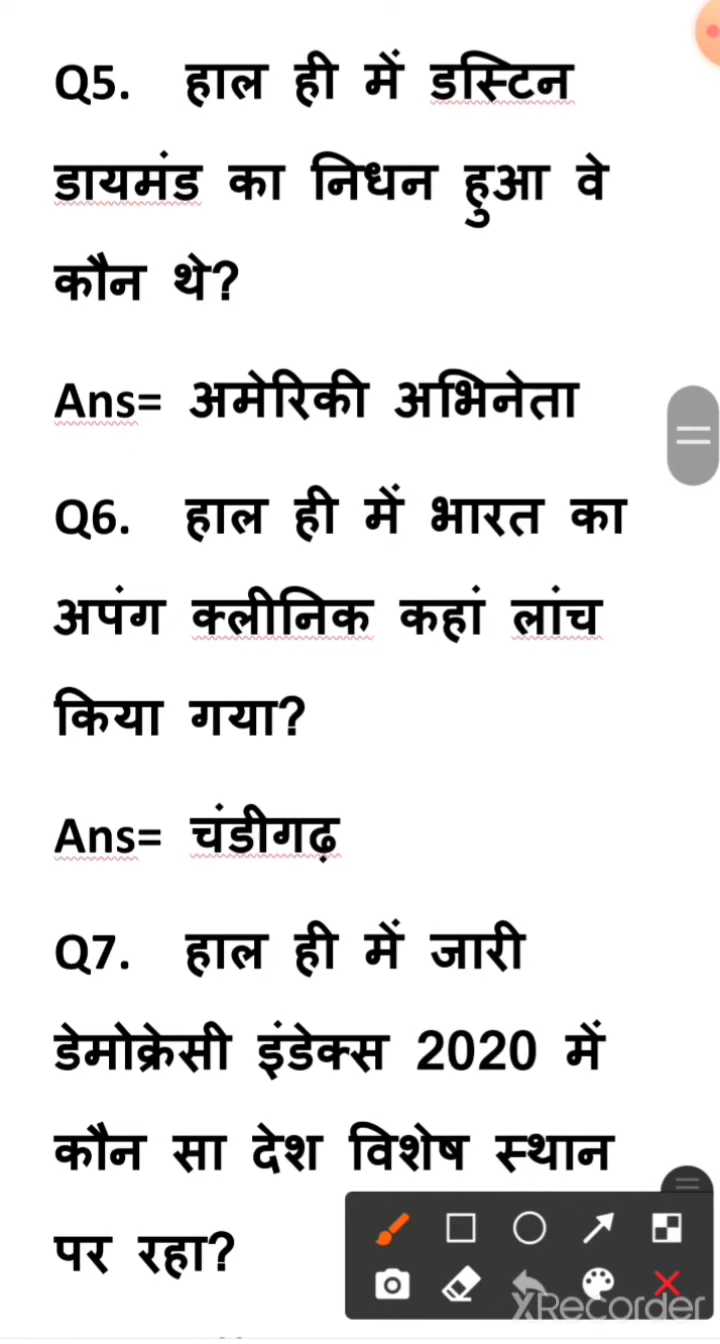 Q5. हाल ही में डस्टिन
डायमंड का निधन हुआ वे
कौन थे?
Ans= अमेरिकी अभिनेता
Q6. हाल ही में भारत का
अपंग क्लीनिक कहां लांच
किया गया?
Ans= चंडीगढ़
Q7. हाल ही में जारी
डेमोक्रेसी इंडेक्स 2020 में
कौन सा देश विशेष स्थान
पर रहा?
XRecorder